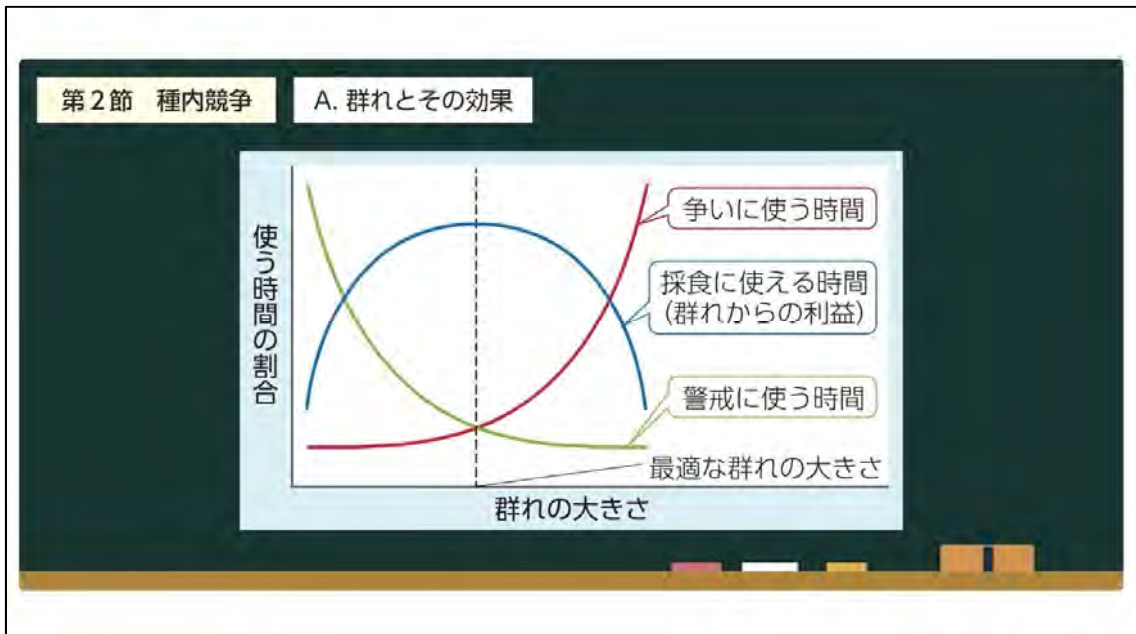 第2節　種内競争
A. 群れとその効果
使う時間の割合
争いに使う時間
採食に使える時間
(群れからの利益)
警戒に使う時間
最適な群れの大きさ
群れの大きさ